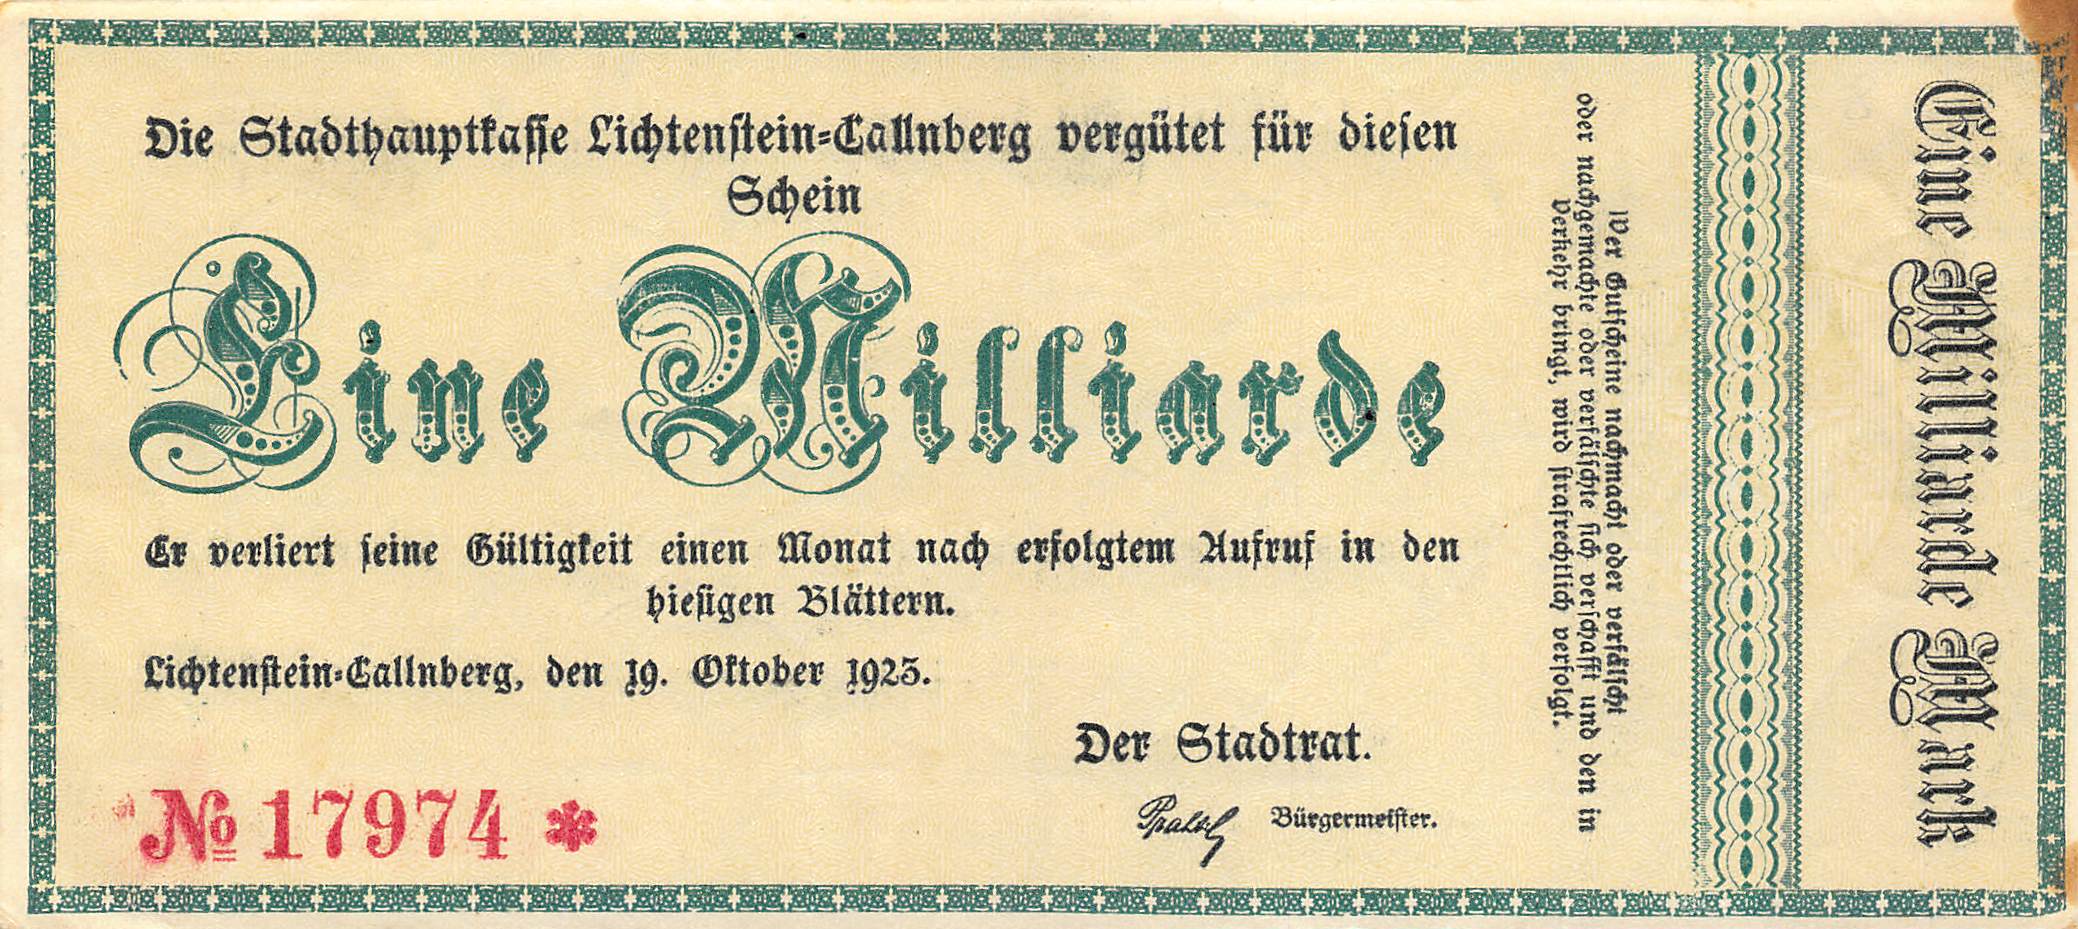 Die Stadthauptkasse Lichtenstein-Callnberg vergütet für diesen
Schein
Eine Milliarde
Er verliert seine Gültigkeit einen Monat nach erfolgtem Aufruf in den
hiesigen Blättern.
Lichtenstein-Callnberg, den 19. Oktober 1923.
Der Stadtrat.
Bürgermeister.
№ 17974 *
Wer Gutscheine nachmacht oder verfälscht
oder nachgemachte oder verfälschte sich verschafft und den in
Verkehr bringt, wird strafrechtlich verfolgt.
Eine Milliarde Mark